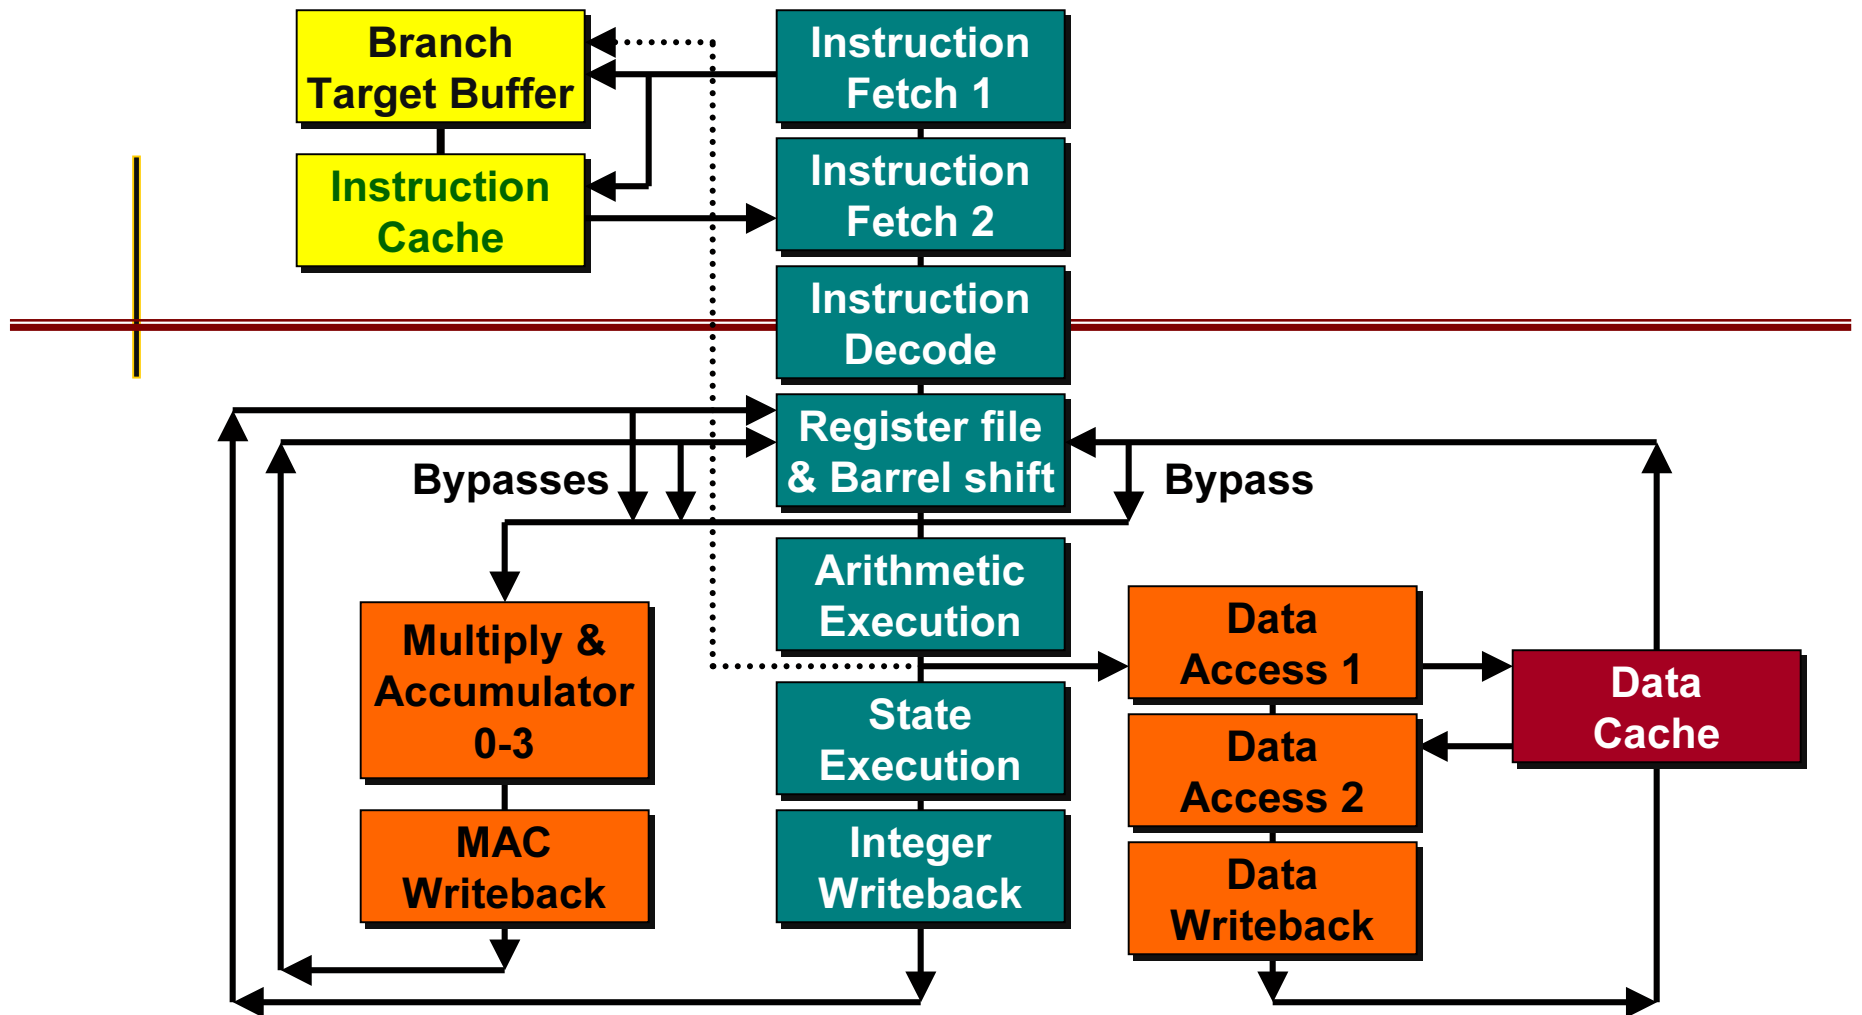 Branch
Target Buffer
Instruction
Fetch 1
Instruction
Cache
Instruction
Fetch 2
Instruction
Decode
Register file
& Barrel shift
Bypasses
Bypass
Arithmetic
Execution
Multiply &
Accumulator
0-3
Data
Access 1
State
Execution
Data
Cache
Data
Access 2
MAC
Writeback
Integer
Writeback
Data
Writeback